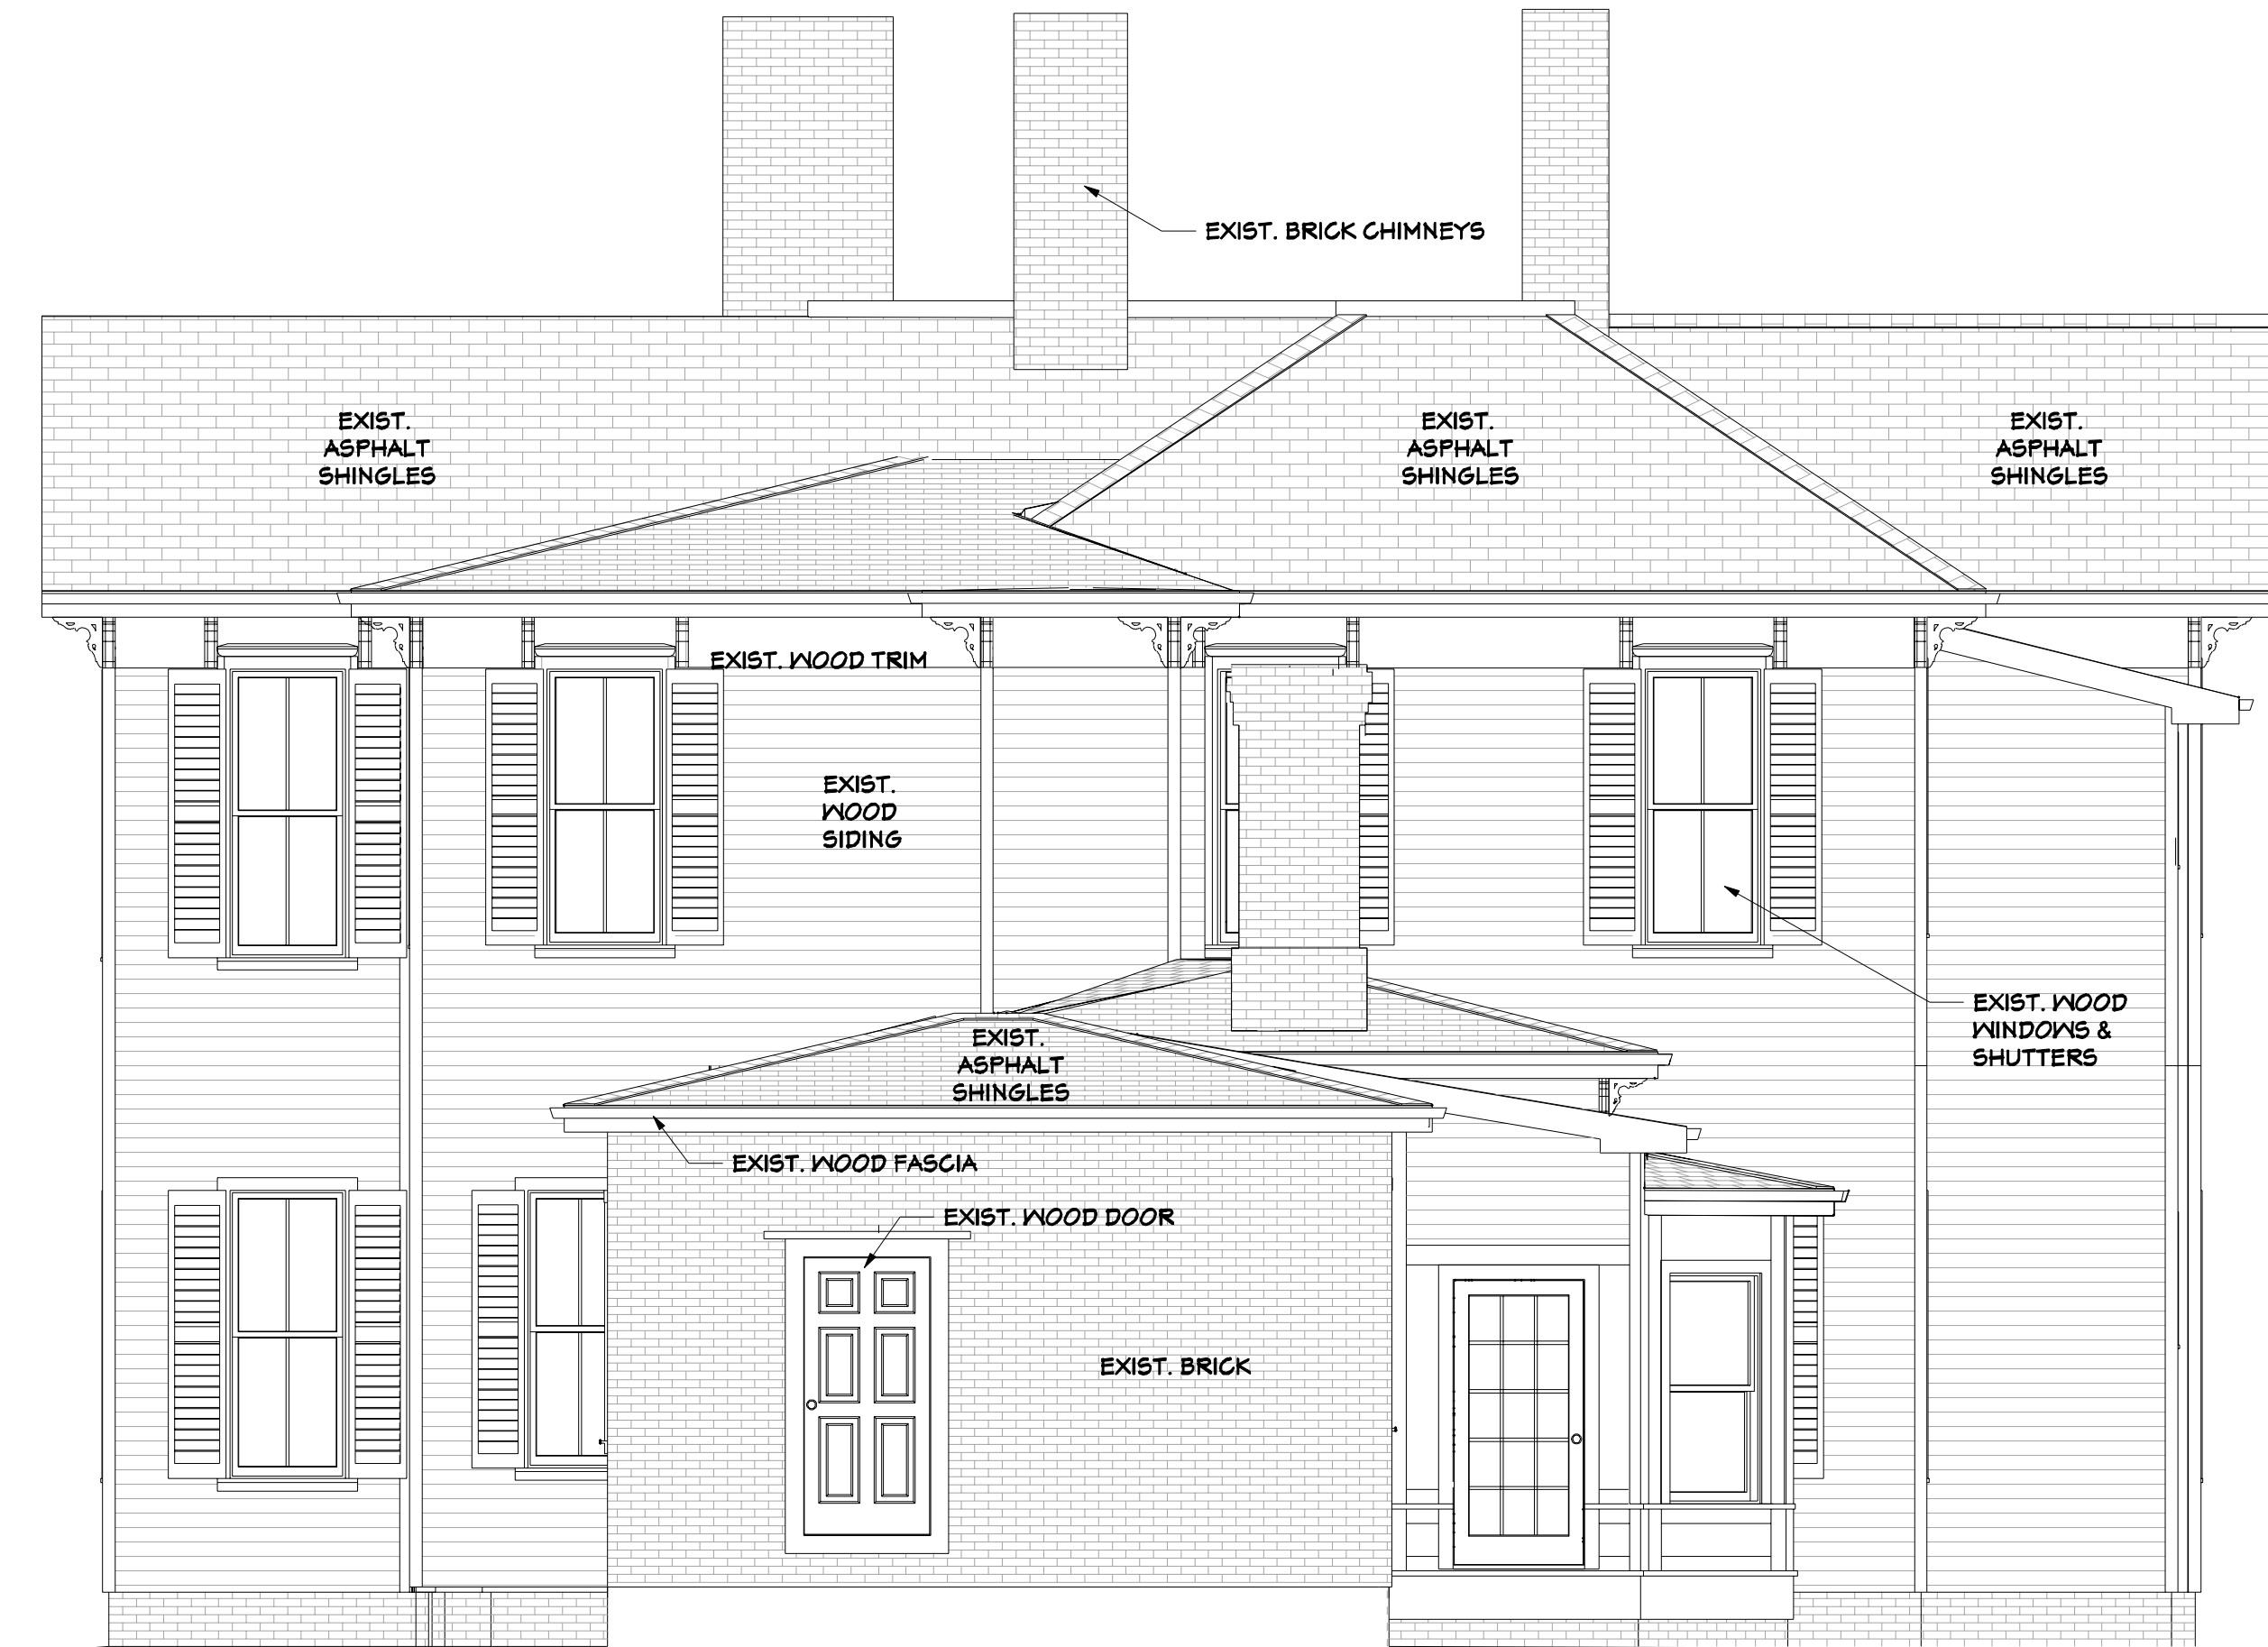 EXIST. BRICK CHIMNEYS
EXIST.
ASPHALT
SHINGLES
EXIST.
ASPHALT
SHINGLES
EXIST.
ASPHALT
SHINGLES
EXIST. WOOD TRIM
EXIST.
WOOD
SIDING
EXIST. WOOD
WINDOWS &
SHUTTERS
EXIST.
ASPHALT
SHINGLES
EXIST. WOOD FASCIA
EXIST. WOOD DOOR
EXIST. BRICK